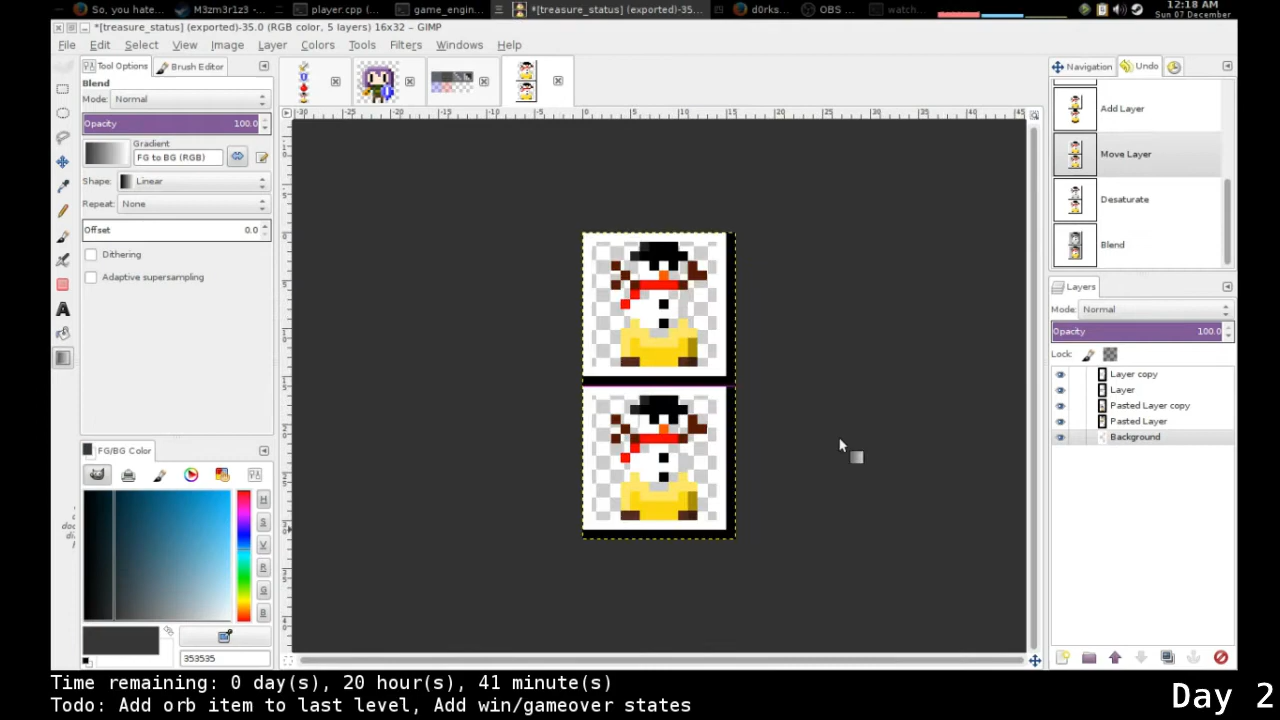 So, you hate...
M3zm3r1z3 -...
player.cpp (...
game_engin...
*[treasure_status] (exported)-35....
d0rks...
OBS ...
watch...
12:18 AM
Sun 07 December
*[treasure_status] (exported)-35.0 (RGB color, 5 layers) 16x32 – GIMP
File Edit Select View Image Layer Colors Tools Filters Windows Help
Tool Options
Brush Editor
Blend
Mode: Normal
Opacity 100.0
Gradient
FG to BG (RGB)
Shape: Linear
Repeat: None
Offset 0.0
Dithering
Adaptive supersampling
FG/BG Color
H
S
V
R
G
B
353535
Navigation
Undo
Add Layer
Move Layer
Desaturate
Blend
Layers
Mode: Normal
Opacity 100.0
Lock:
Layer copy
Layer
Pasted Layer copy
Pasted Layer
Background
Time remaining: 0 day(s), 20 hour(s), 41 minute(s)
Todo: Add orb item to last level, Add win/gameover states
Day 2